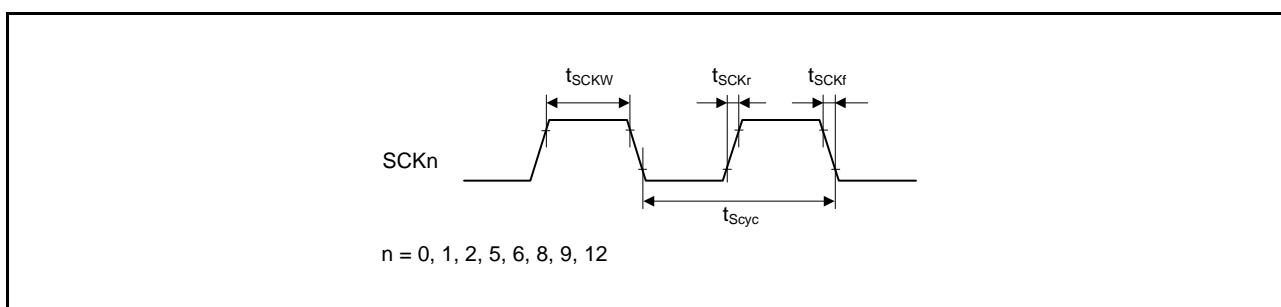 tSCKW tSCKr tSCKf
SCKn
tScyc
n = 0, 1, 2, 5, 6, 8, 9, 12